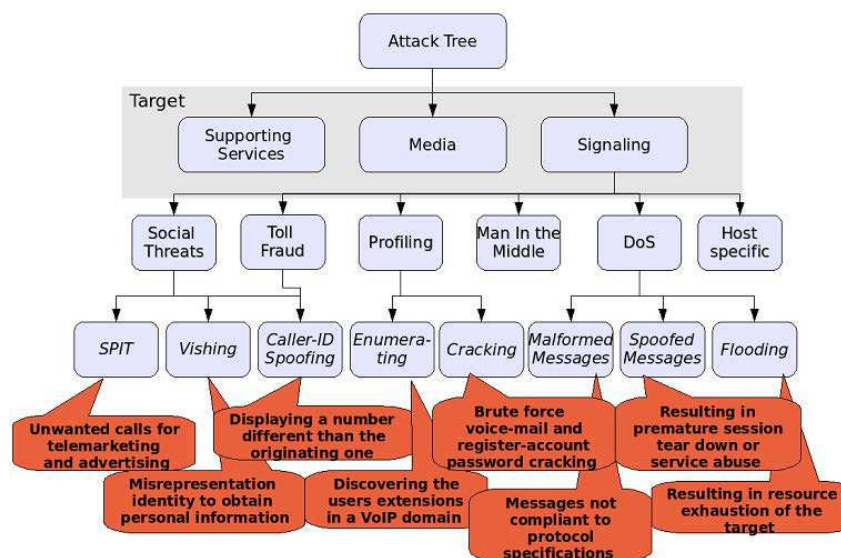 Attack Tree
Target
Supporting
Services
Media
Signaling
Social
Threats
Toll
Fraud
Profiling
Man In the
Middle
DoS
Host
specific
SPIT
Vishing
Caller-ID
Spoofing
Enumera-
ting
Cracking
Malformed
Messages
Spoofed
Messages
Flooding
Unwanted calls for
telemarketing
and advertising
Displaying a number
different than the
originating one
Brute force
voice-mail and
register-account
password cracking
Resulting in
premature session
tear down or
service abuse
Misrepresentation
identity to obtain
personal information
Discovering the
users extensions
in a VoIP domain
Messages not
compliant to
protocol
specifications
Resulting in resource
exhaustion of the
target